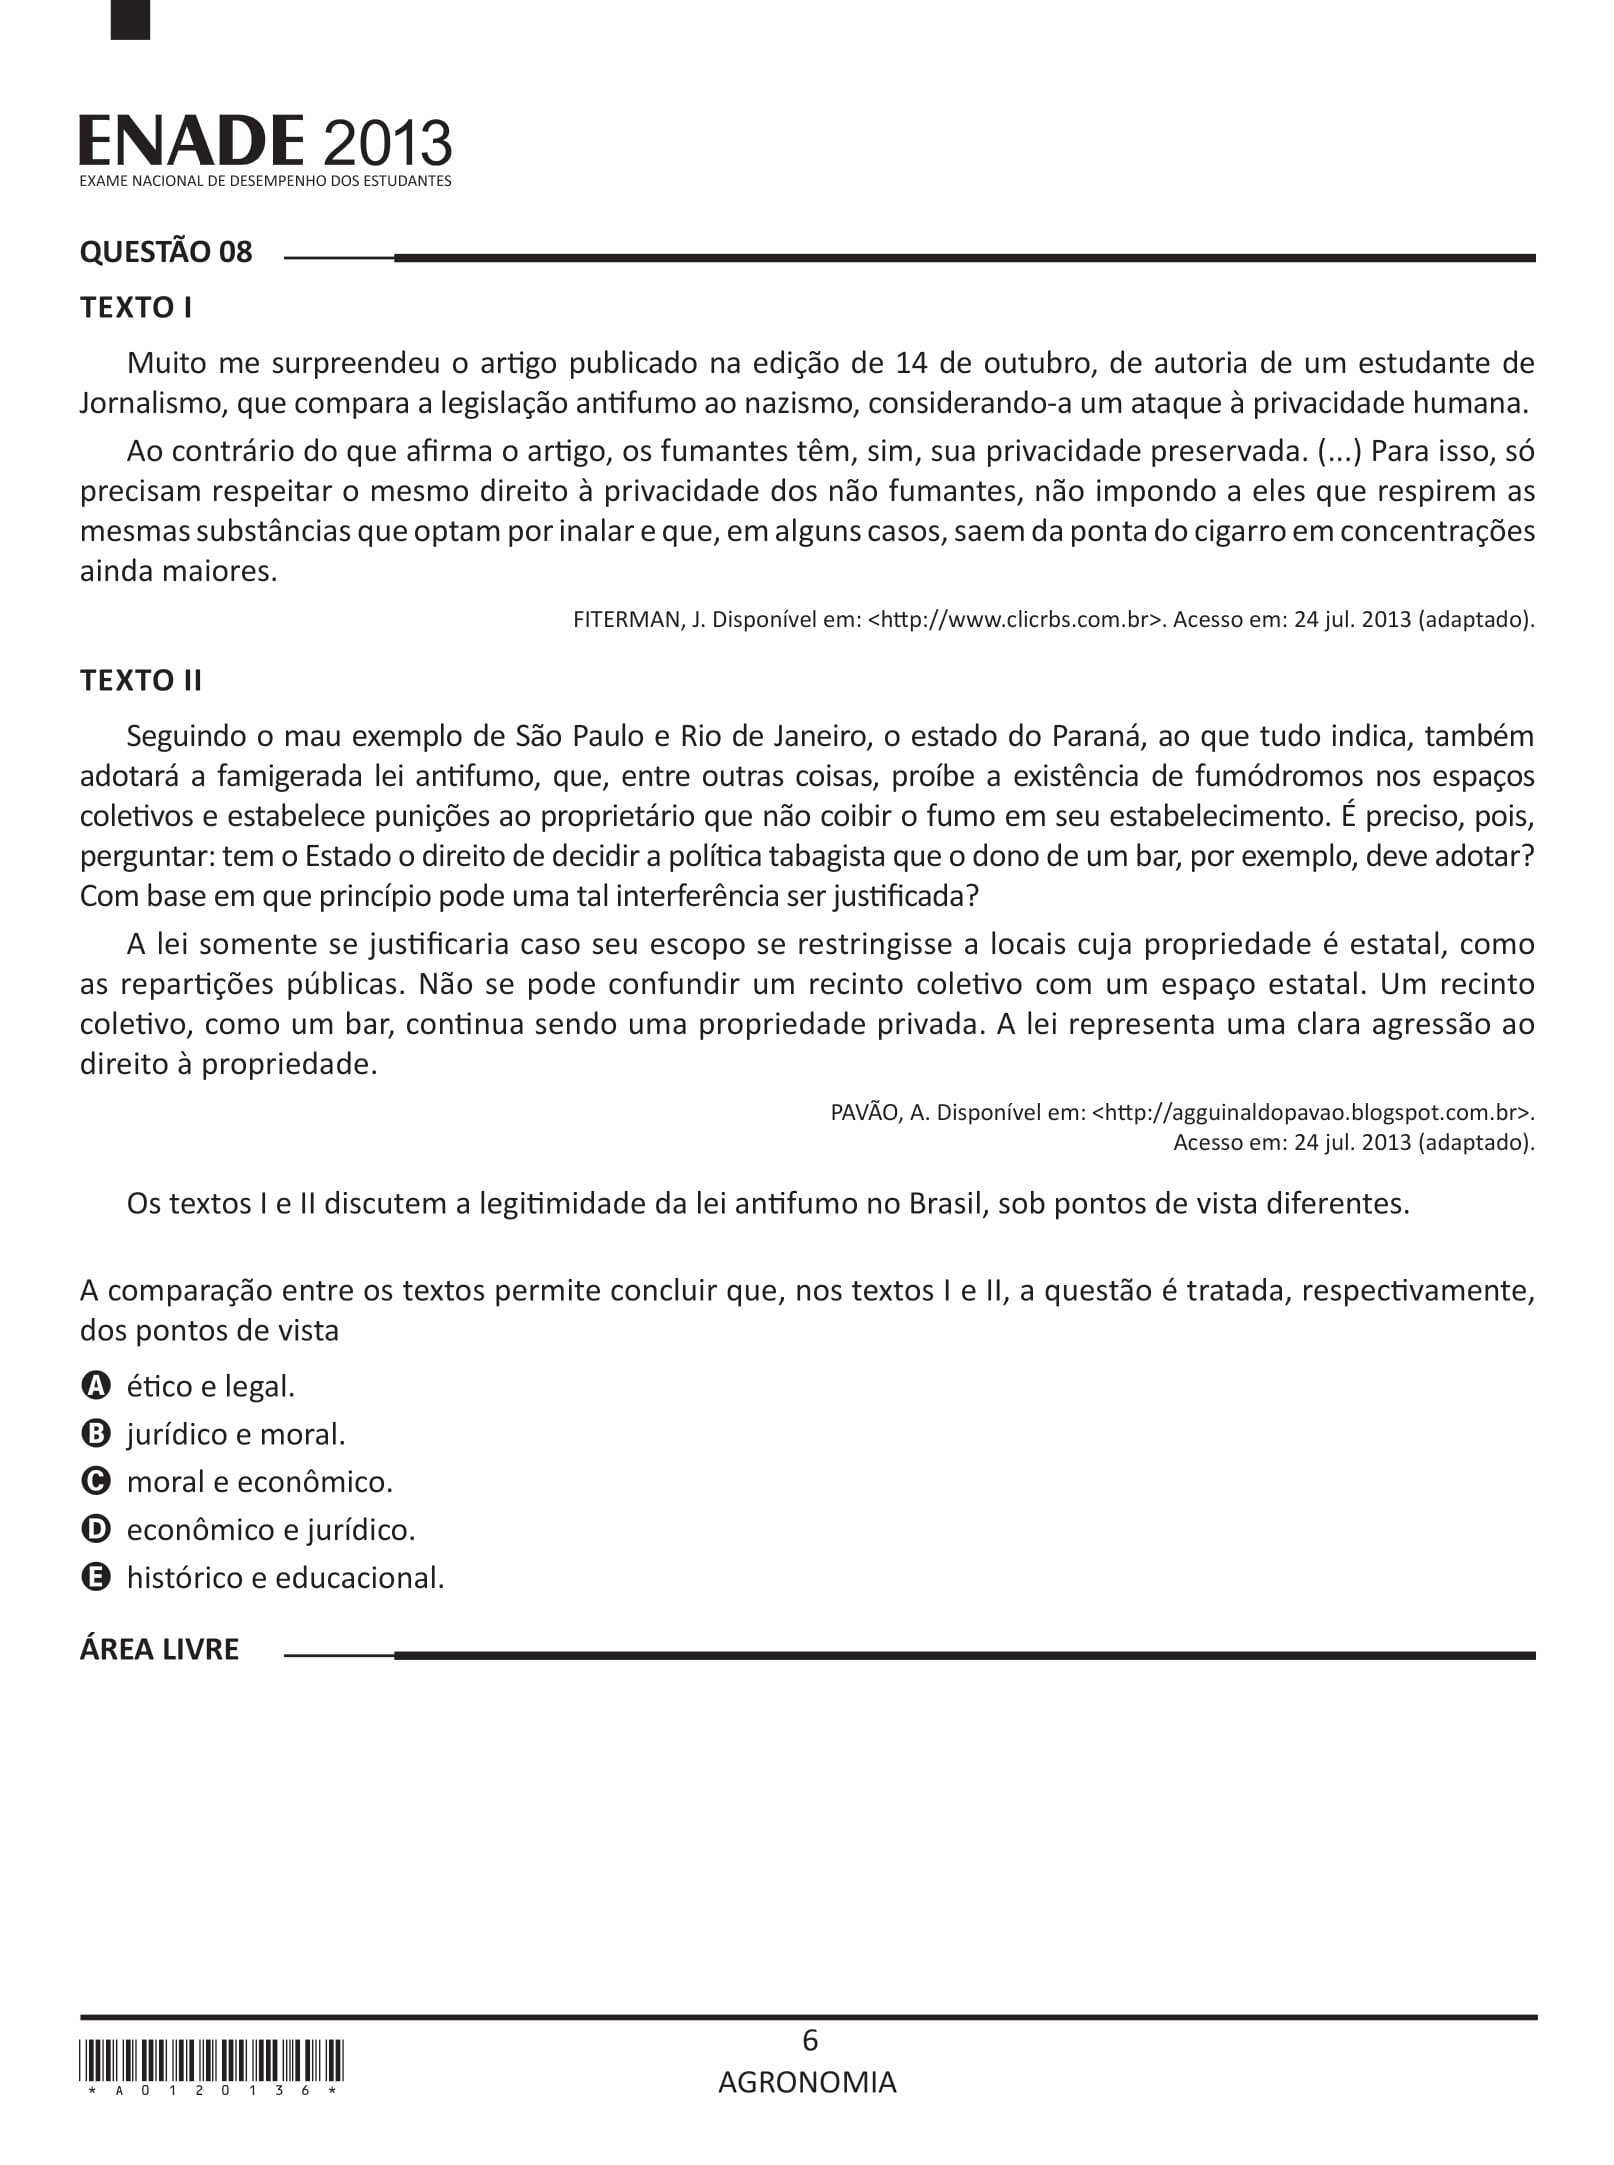 ENADE 2013
EXAME NACIONAL DE DESEMPENHO DOS ESTUDANTES
QUESTÃO 08
TEXTO I
Muito me surpreendeu o artigo publicado na edição de 14 de outubro, de autoria de um estudante de
Jornalismo, que compara a legislação antifumo ao nazismo, considerando-a um ataque à privacidade humana.
Ao contrário do que afirma o artigo, os fumantes têm, sim, sua privacidade preservada. (...) Para isso, só
precisam respeitar o mesmo direito à privacidade dos não fumantes, não impondo a eles que respirem as
mesmas substâncias que optam por inalar e que, em alguns casos, saem da ponta do cigarro em concentrações
ainda maiores.
FITERMAN, J. Disponível em: <http://www.clicrbs.com.br>. Acesso em: 24 jul. 2013 (adaptado).
TEXTO II
Seguindo o mau exemplo de São Paulo e Rio de Janeiro, o estado do Paraná, ao que tudo indica, também
adotará a famigerada lei antifumo, que, entre outras coisas, proíbe a existência de fumódromos nos espaços
coletivos e estabelece punições ao proprietário que não coibir o fumo em seu estabelecimento. É preciso, pois,
perguntar: tem o Estado o direito de decidir a política tabagista que o dono de um bar, por exemplo, deve adotar?
Com base em que princípio pode uma tal interferência ser justificada?
A lei somente se justificaria caso seu escopo se restringisse a locais cuja propriedade é estatal, como
as repartições públicas. Não se pode confundir um recinto coletivo com um espaço estatal. Um recinto
coletivo, como um bar, continua sendo uma propriedade privada. A lei representa uma clara agressão ao
direito à propriedade.
PAVÃO, A. Disponível em: <http://agguinaldopavao.blogspot.com.br>.
Acesso em: 24 jul. 2013 (adaptado).
Os textos I e II discutem a legitimidade da lei antifumo no Brasil, sob pontos de vista diferentes.
A comparação entre os textos permite concluir que, nos textos I e II, a questão é tratada, respectivamente,
dos pontos de vista
A ético e legal.
B jurídico e moral.
C moral e econômico.
D econômico e jurídico.
E histórico e educacional.
ÁREA LIVRE
6
AGRONOMIA
* A 0 1 2 0 1 3 6 *